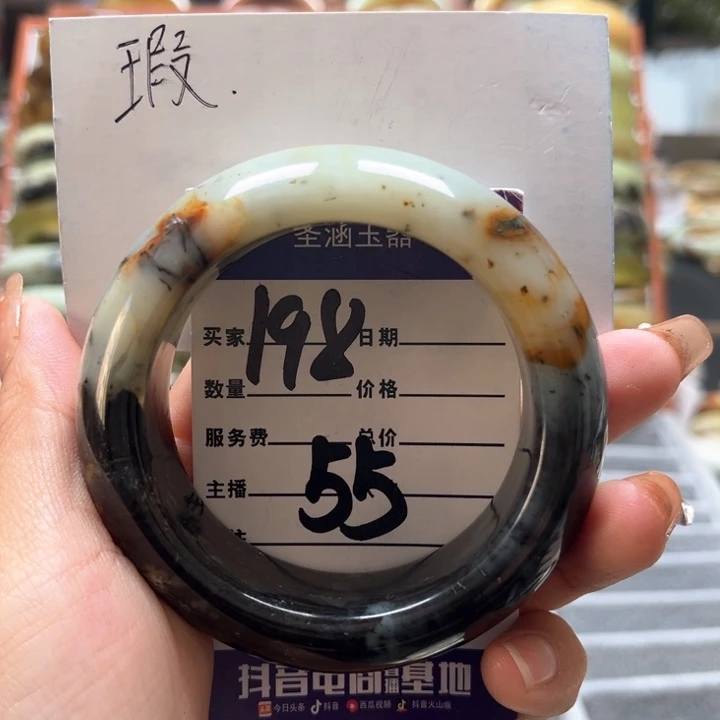 瑕.
圣涵玉器
买家 198 日期
数量 价格
服务费 总价
55
主播
注
抖音电商直播基地
今日头条 抖音 西瓜视频 抖音火山版